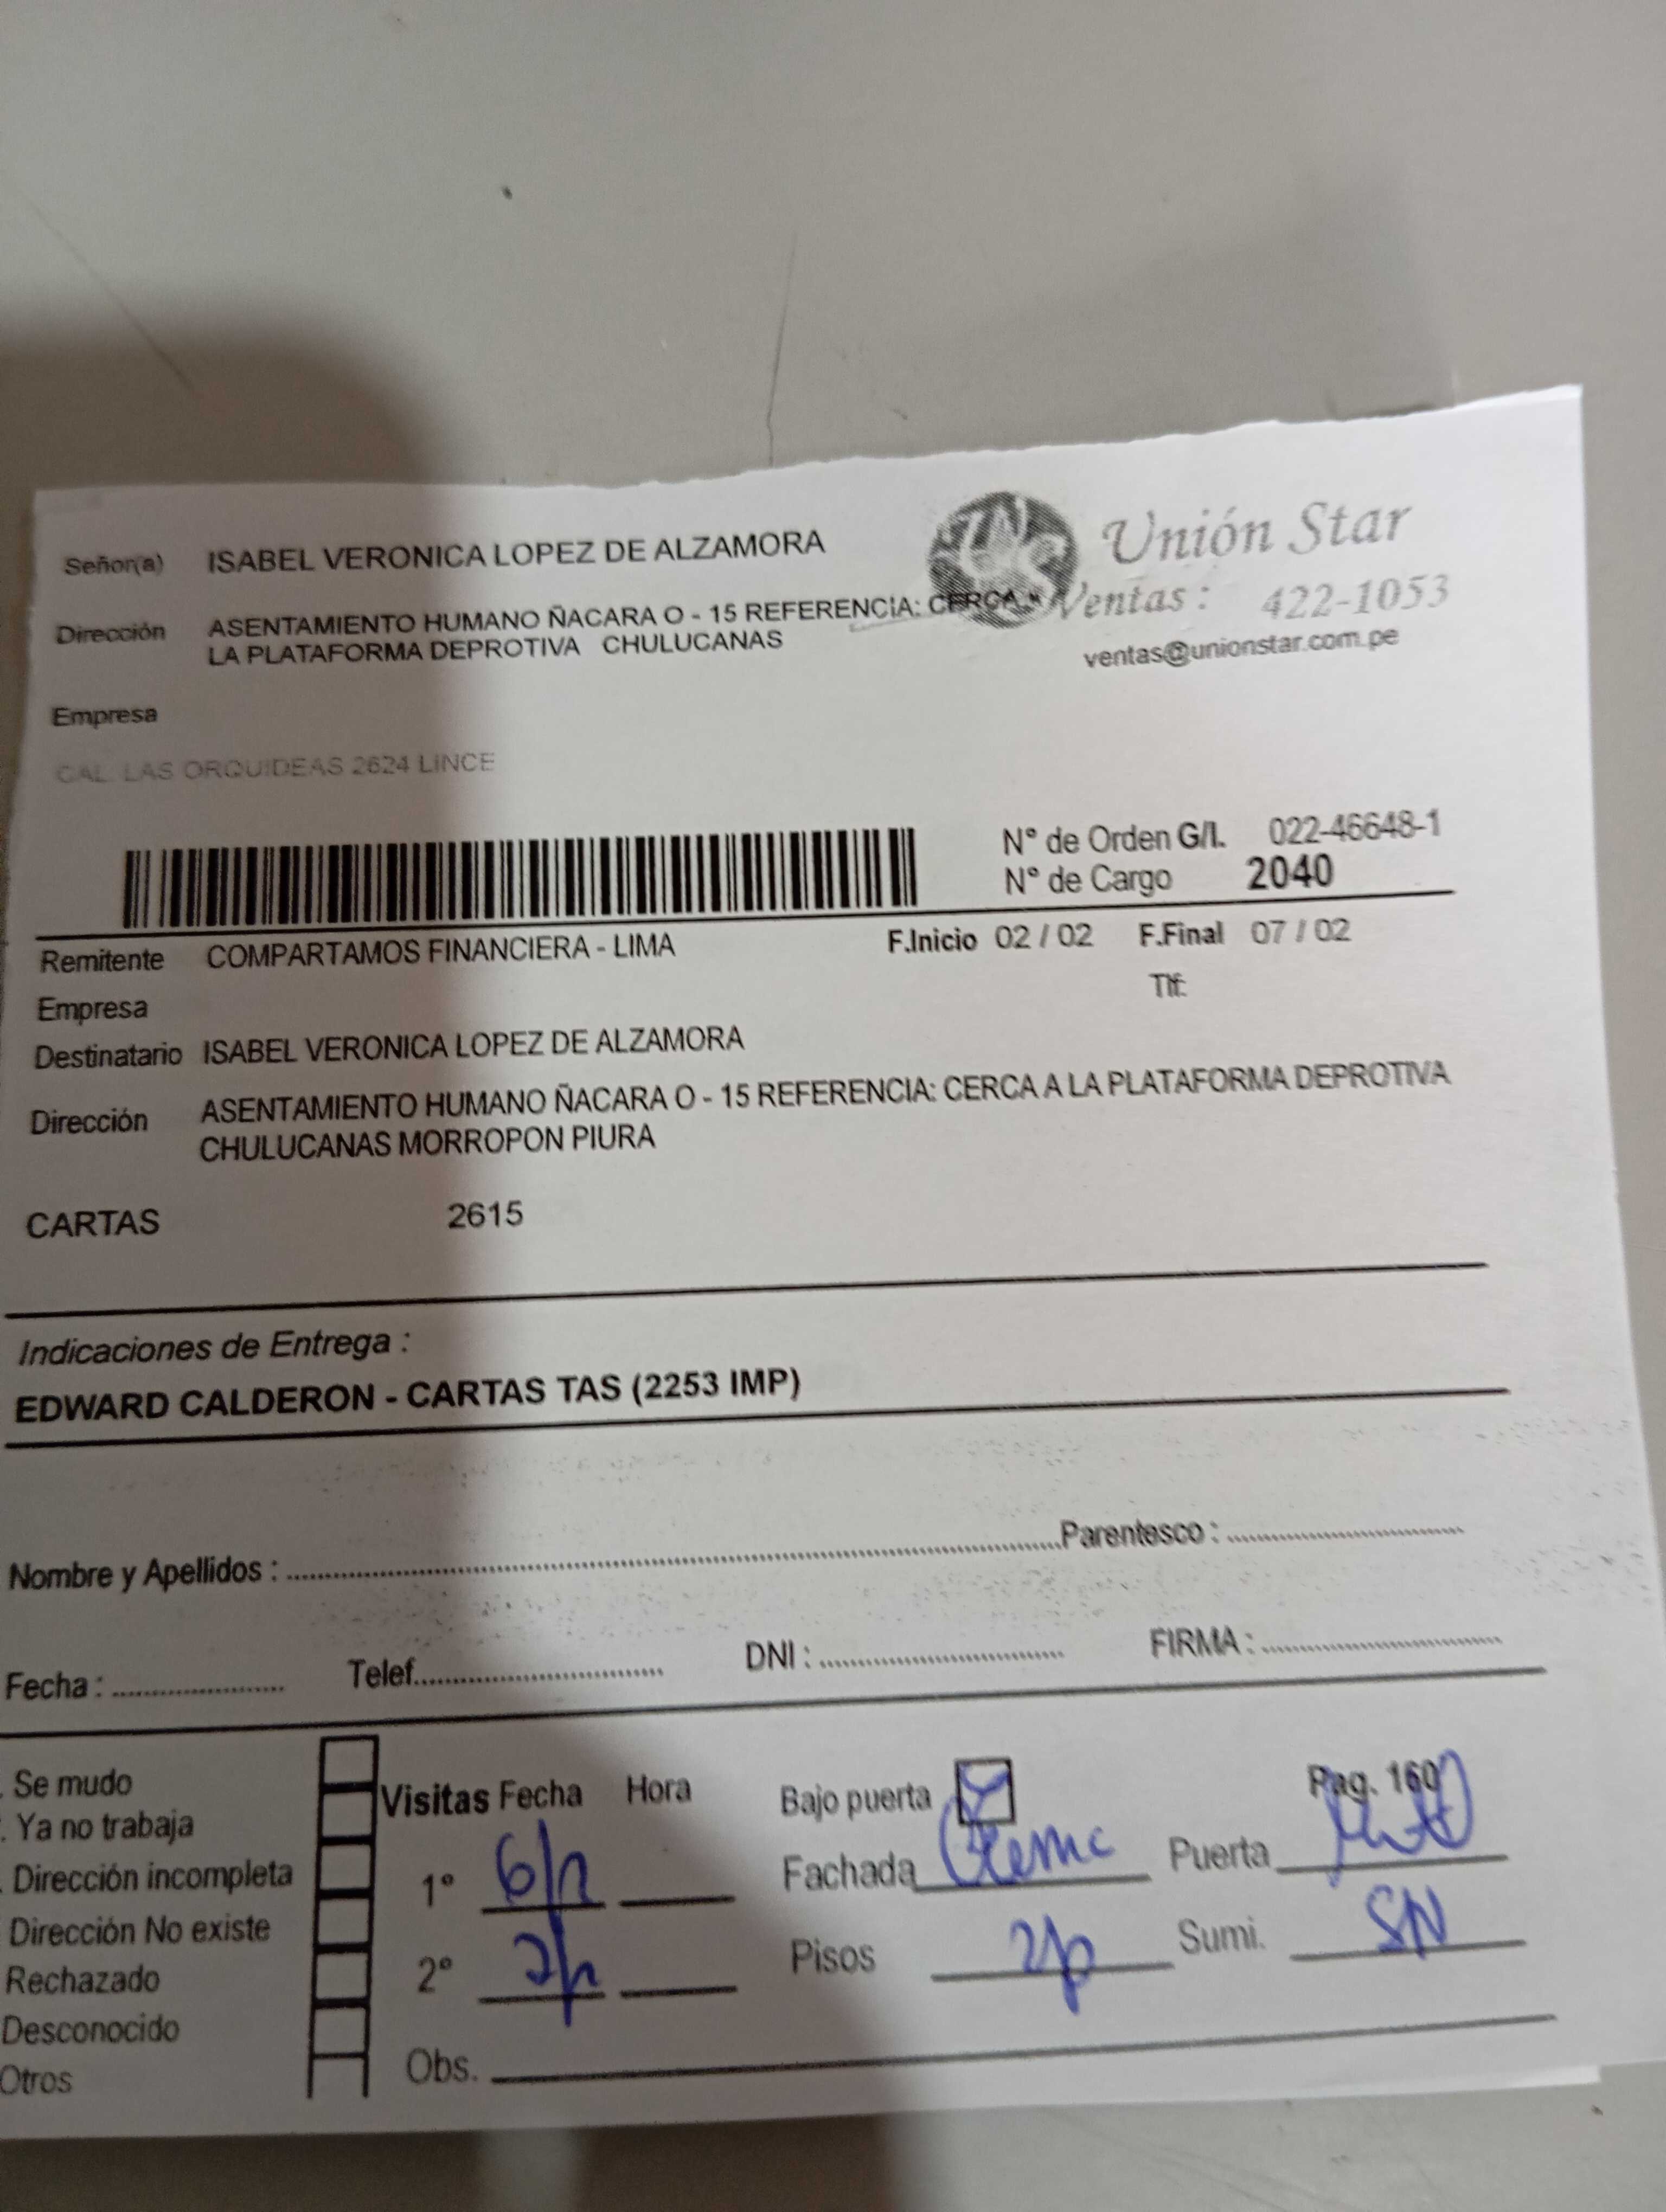 Señor(a) ISABEL VERONICA LOPEZ DE ALZAMORA
Unión Star
Ventas : 422-1053
ventas@unionstar.com.pe
Dirección ASENTAMIENTO HUMANO ÑACARA O - 15 REFERENCIA: CERCA A
LA PLATAFORMA DEPROTIVA CHULUCANAS
Empresa
CAL. LAS ORQUIDEAS 2624 LINCE
N° de Orden G/I. 022-46648-1
N° de Cargo 2040
Remitente COMPARTAMOS FINANCIERA - LIMA F.Inicio 02 / 02 F.Final 07 / 02
Empresa Tlf:
Destinatario ISABEL VERONICA LOPEZ DE ALZAMORA
Dirección ASENTAMIENTO HUMANO ÑACARA O - 15 REFERENCIA: CERCA A LA PLATAFORMA DEPROTIVA
CHULUCANAS MORROPON PIURA
CARTAS 2615
Indicaciones de Entrega :
EDWARD CALDERON - CARTAS TAS (2253 IMP)
Nombre y Apellidos : Parentesco :
Fecha : Telef. DNI : FIRMA :
Se mudo
Ya no trabaja
Dirección incompleta
Dirección No existe
Rechazado
Desconocido
Otros
Visitas Fecha Hora
1°
2°
Obs.
Bajo puerta Pag. 160
Fachada Puerta
Pisos 2p Sumi. SN